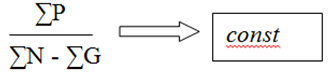 ∑P
∑N - ∑G
const